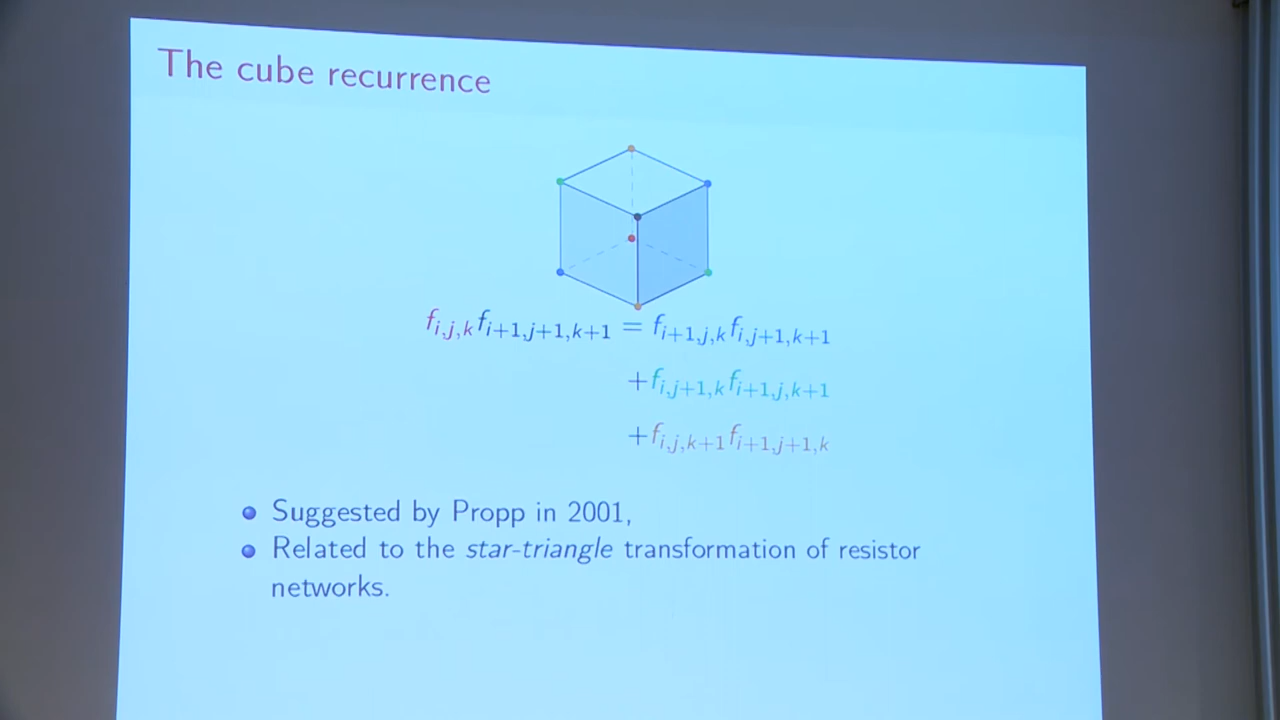 The cube recurrence
f_{i,j,k} f_{i+1,j+1,k+1} = f_{i+1,j,k} f_{i,j+1,k+1}
+f_{i,j+1,k} f_{i+1,j,k+1}
+f_{i,j,k+1} f_{i+1,j+1,k}
Suggested by Propp in 2001,
Related to the star-triangle transformation of resistor
networks.